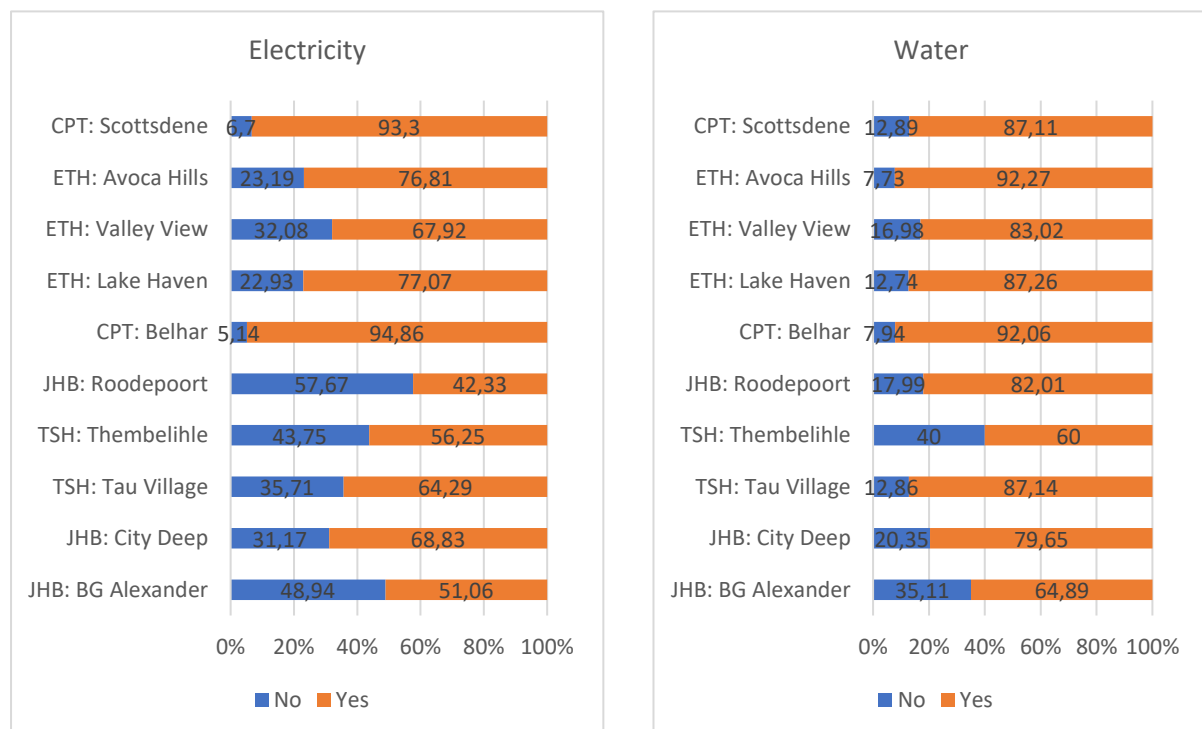 Electricity
CPT: Scottsdene 6,7 93,3
ETH: Avoca Hills 23,19 76,81
ETH: Valley View 32,08 67,92
ETH: Lake Haven 22,93 77,07
CPT: Belhar 5,14 94,86
JHB: Roodepoort 57,67 42,33
TSH: Thembelihle 43,75 56,25
TSH: Tau Village 35,71 64,29
JHB: City Deep 31,17 68,83
JHB: BG Alexander 48,94 51,06
0% 20% 40% 60% 80% 100%
No Yes
Water
CPT: Scottsdene 12,89 87,11
ETH: Avoca Hills 7,73 92,27
ETH: Valley View 16,98 83,02
ETH: Lake Haven 12,74 87,26
CPT: Belhar 7,94 92,06
JHB: Roodepoort 17,99 82,01
TSH: Thembelihle 40 60
TSH: Tau Village 12,86 87,14
JHB: City Deep 20,35 79,65
JHB: BG Alexander 35,11 64,89
0% 20% 40% 60% 80% 100%
No Yes